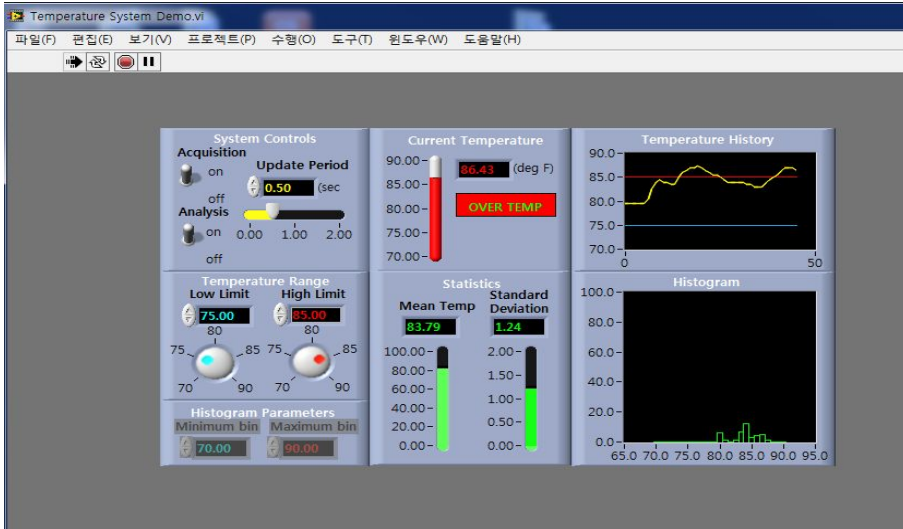 Temperature System Demo.vi
파일(F) 편집(E) 보기(V) 프로젝트(P) 수행(O) 도구(T) 윈도우(W) 도움말(H)
System Controls
Acquisition
on
off
Update Period
0.50 (sec
0.00 1.00 2.00
Analysis
on
off
Current Temperature
90.00
85.00
80.00
75.00
70.00
86.43 (deg F)
OVER TEMP
Temperature History
90.0
85.0
80.0
75.0
70.0
0 50
Temperature Range
Low Limit High Limit
75.00 85.00
80 80
75 85 75 85
70 90 70 90
Statistics
Mean Temp
Standard
Deviation
83.79 1.24
100.00
80.00
60.00
40.00
20.00
0.00
2.00
1.50
1.00
0.50
0.00
Histogram
100.0
80.0
60.0
40.0
20.0
0.0
65.0 70.0 75.0 80.0 85.0 90.0 95.0
Histogram Parameters
Minimum bin Maximum bin
70.00 90.00